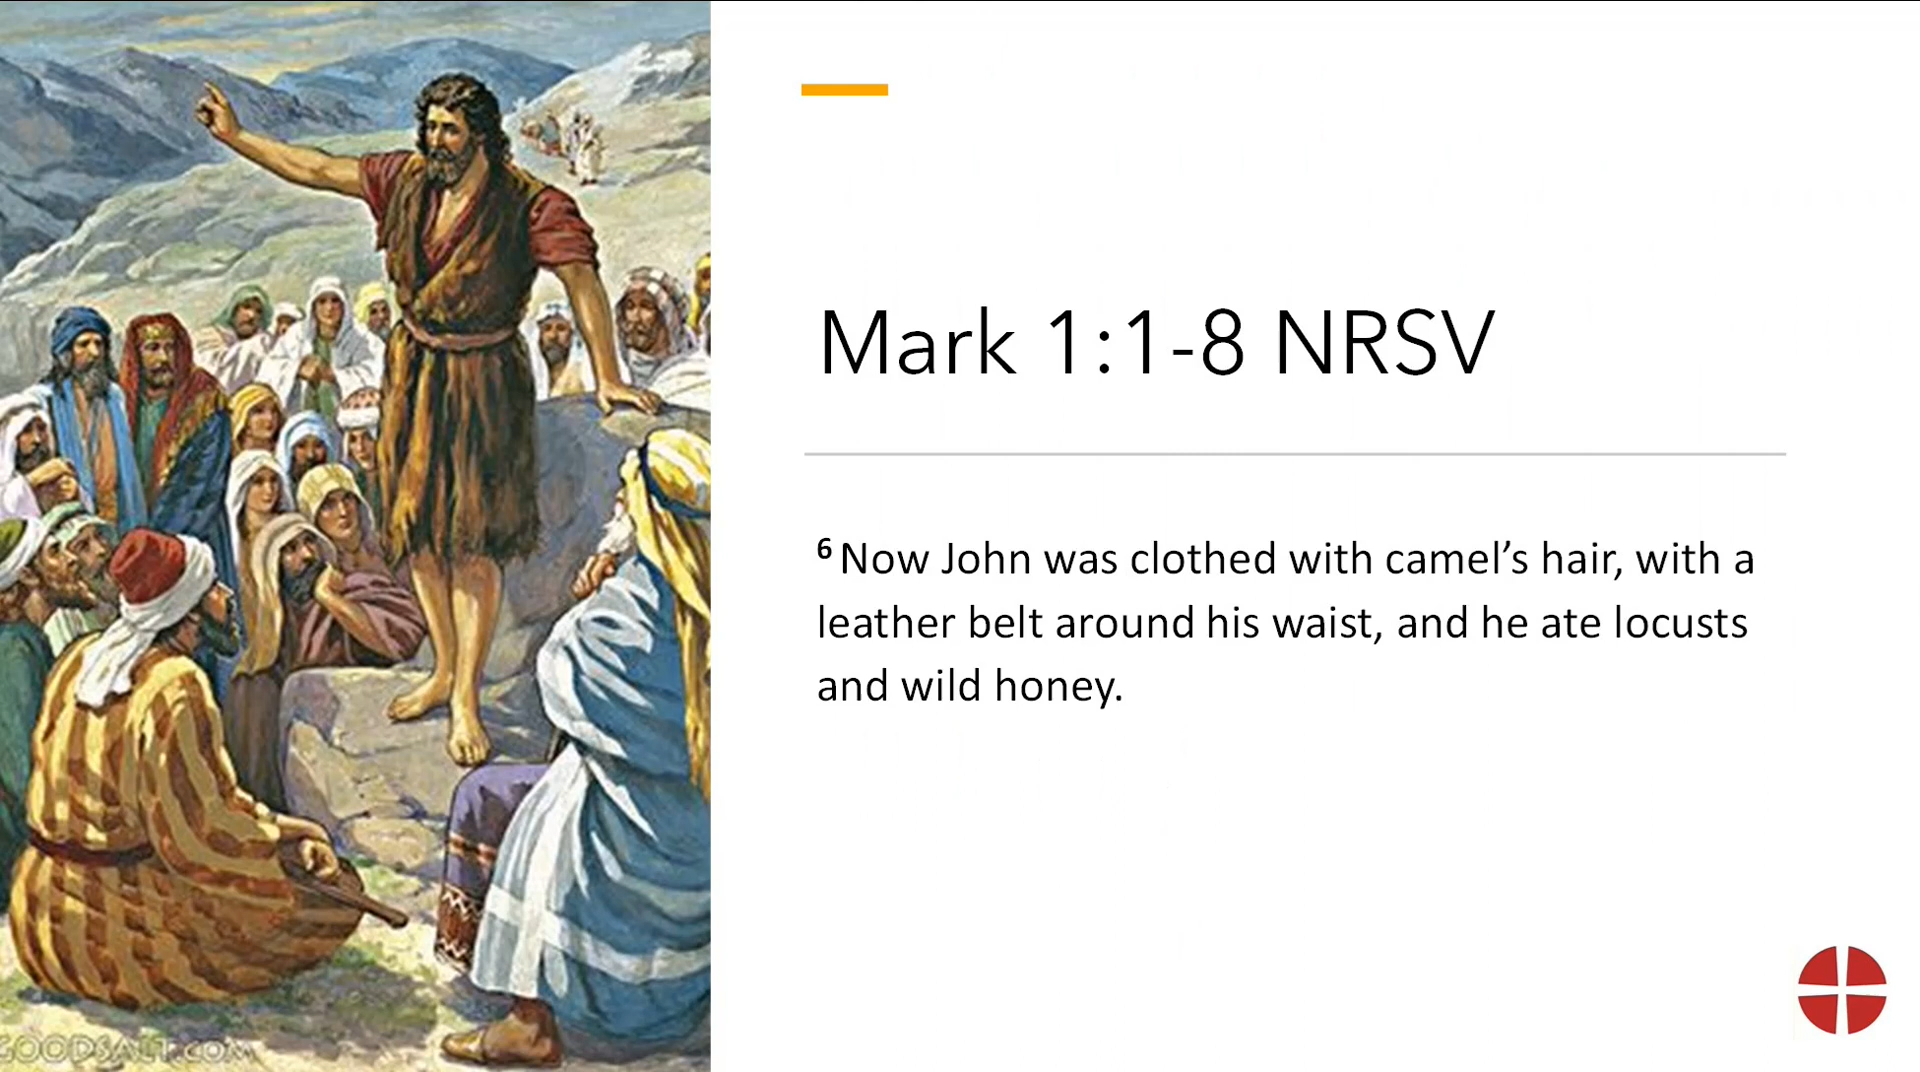 Mark 1:1-8 NRSV
6 Now John was clothed with camel’s hair, with a
leather belt around his waist, and he ate locusts
and wild honey.
GOODSALT.COM